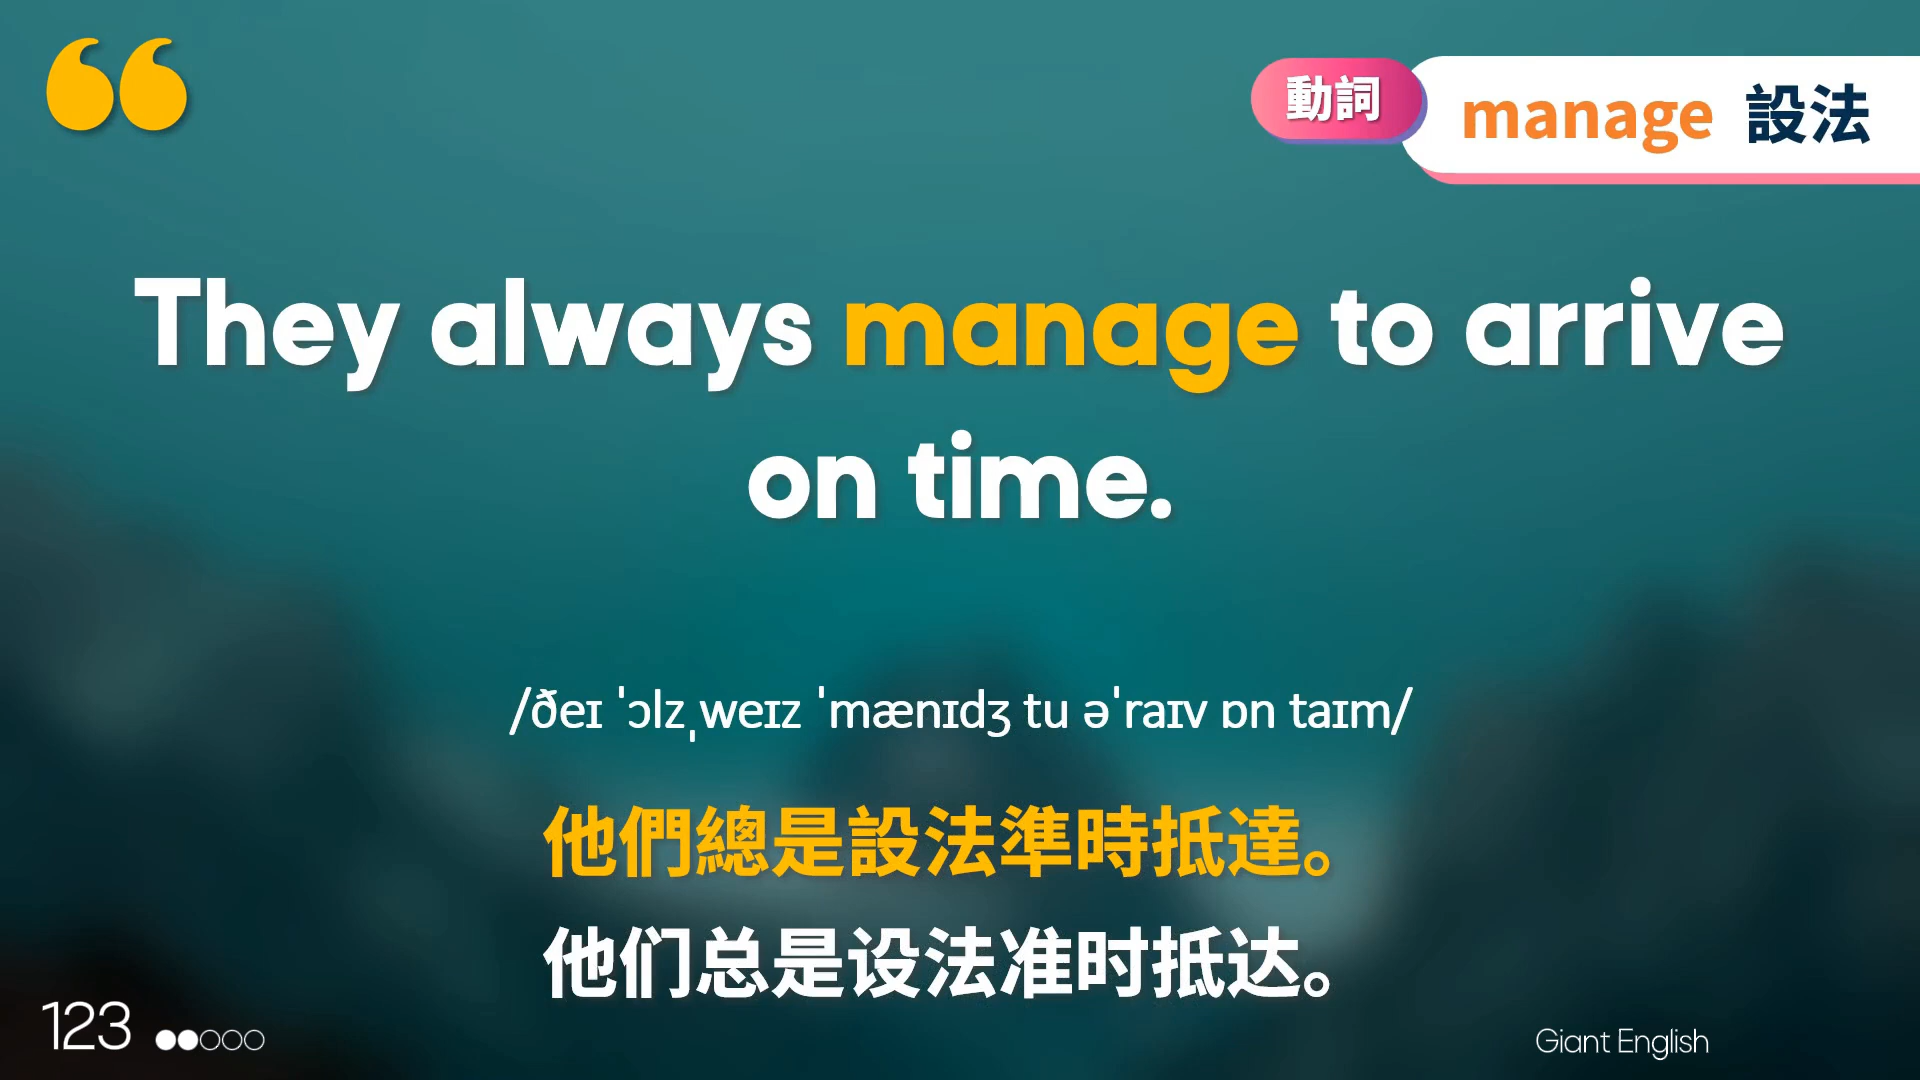 動詞
manage 設法
They always manage to arrive
on time.
/ðeɪ ˈɔlzˌweɪz ˈmænɪdʒ tu əˈraɪv ɒn taɪm/
他們總是設法準時抵達。
他们总是设法准时抵达。
123
Giant English